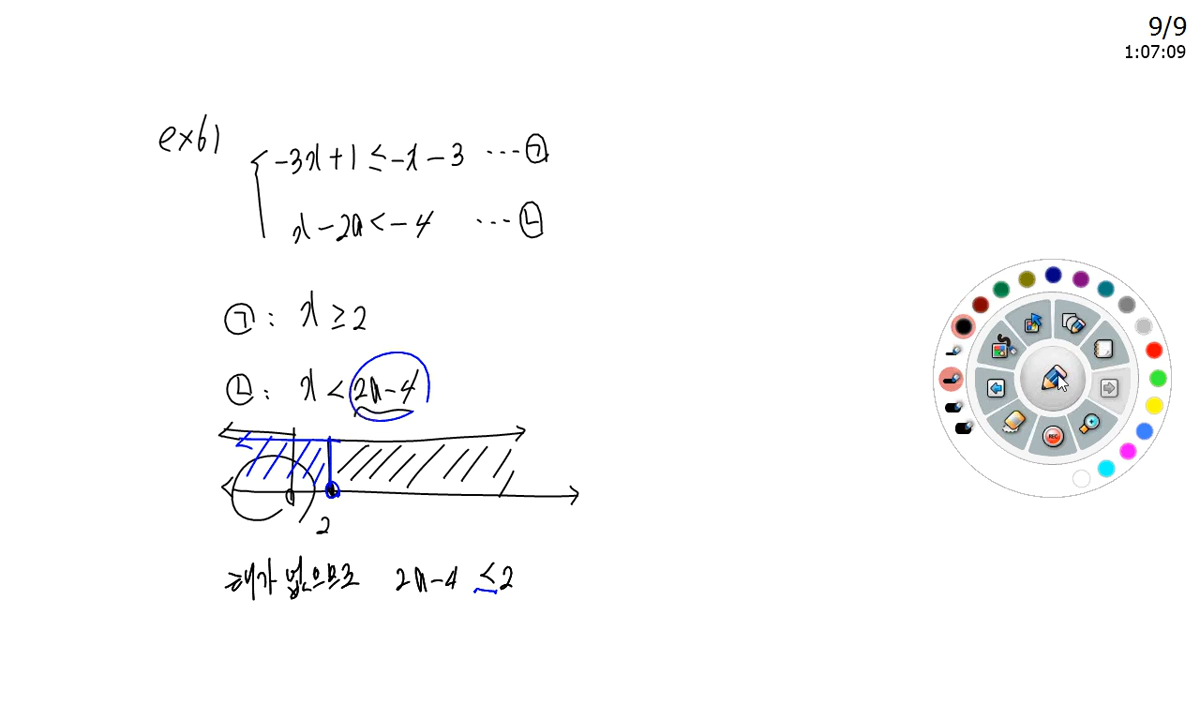 9/9
1:07:09
ex61
-3x+1≤-x-3 ···㉠
x-2a<-4 ···㉡
㉠: x≥2
㉡: x<2a-4
2
해가 없으므로 2a-4≤2
REC